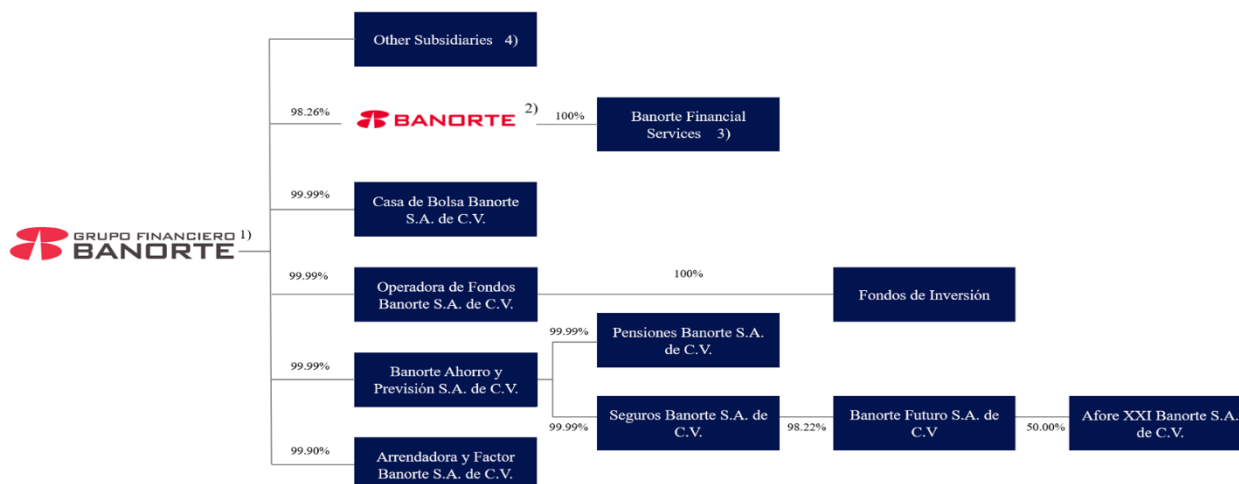 Other Subsidiaries 4)
98.26%
BANORTE 2)
100%
Banorte Financial
Services 3)
99.99%
Casa de Bolsa Banorte
S.A. de C.V.
GRUPO FINANCIERO 1)
BANORTE
99.99%
Operadora de Fondos
Banorte S.A. de C.V.
100%
Fondos de Inversión
99.99%
Pensiones Banorte S.A.
de C.V.
99.99%
Banorte Ahorro y
Previsión S.A. de C.V.
99.99%
Seguros Banorte S.A. de
C.V.
98.22%
Banorte Futuro S.A. de
C.V
50.00%
Afore XXI Banorte S.A.
de C.V.
99.90%
Arrendadora y Factor
Banorte S.A. de C.V.